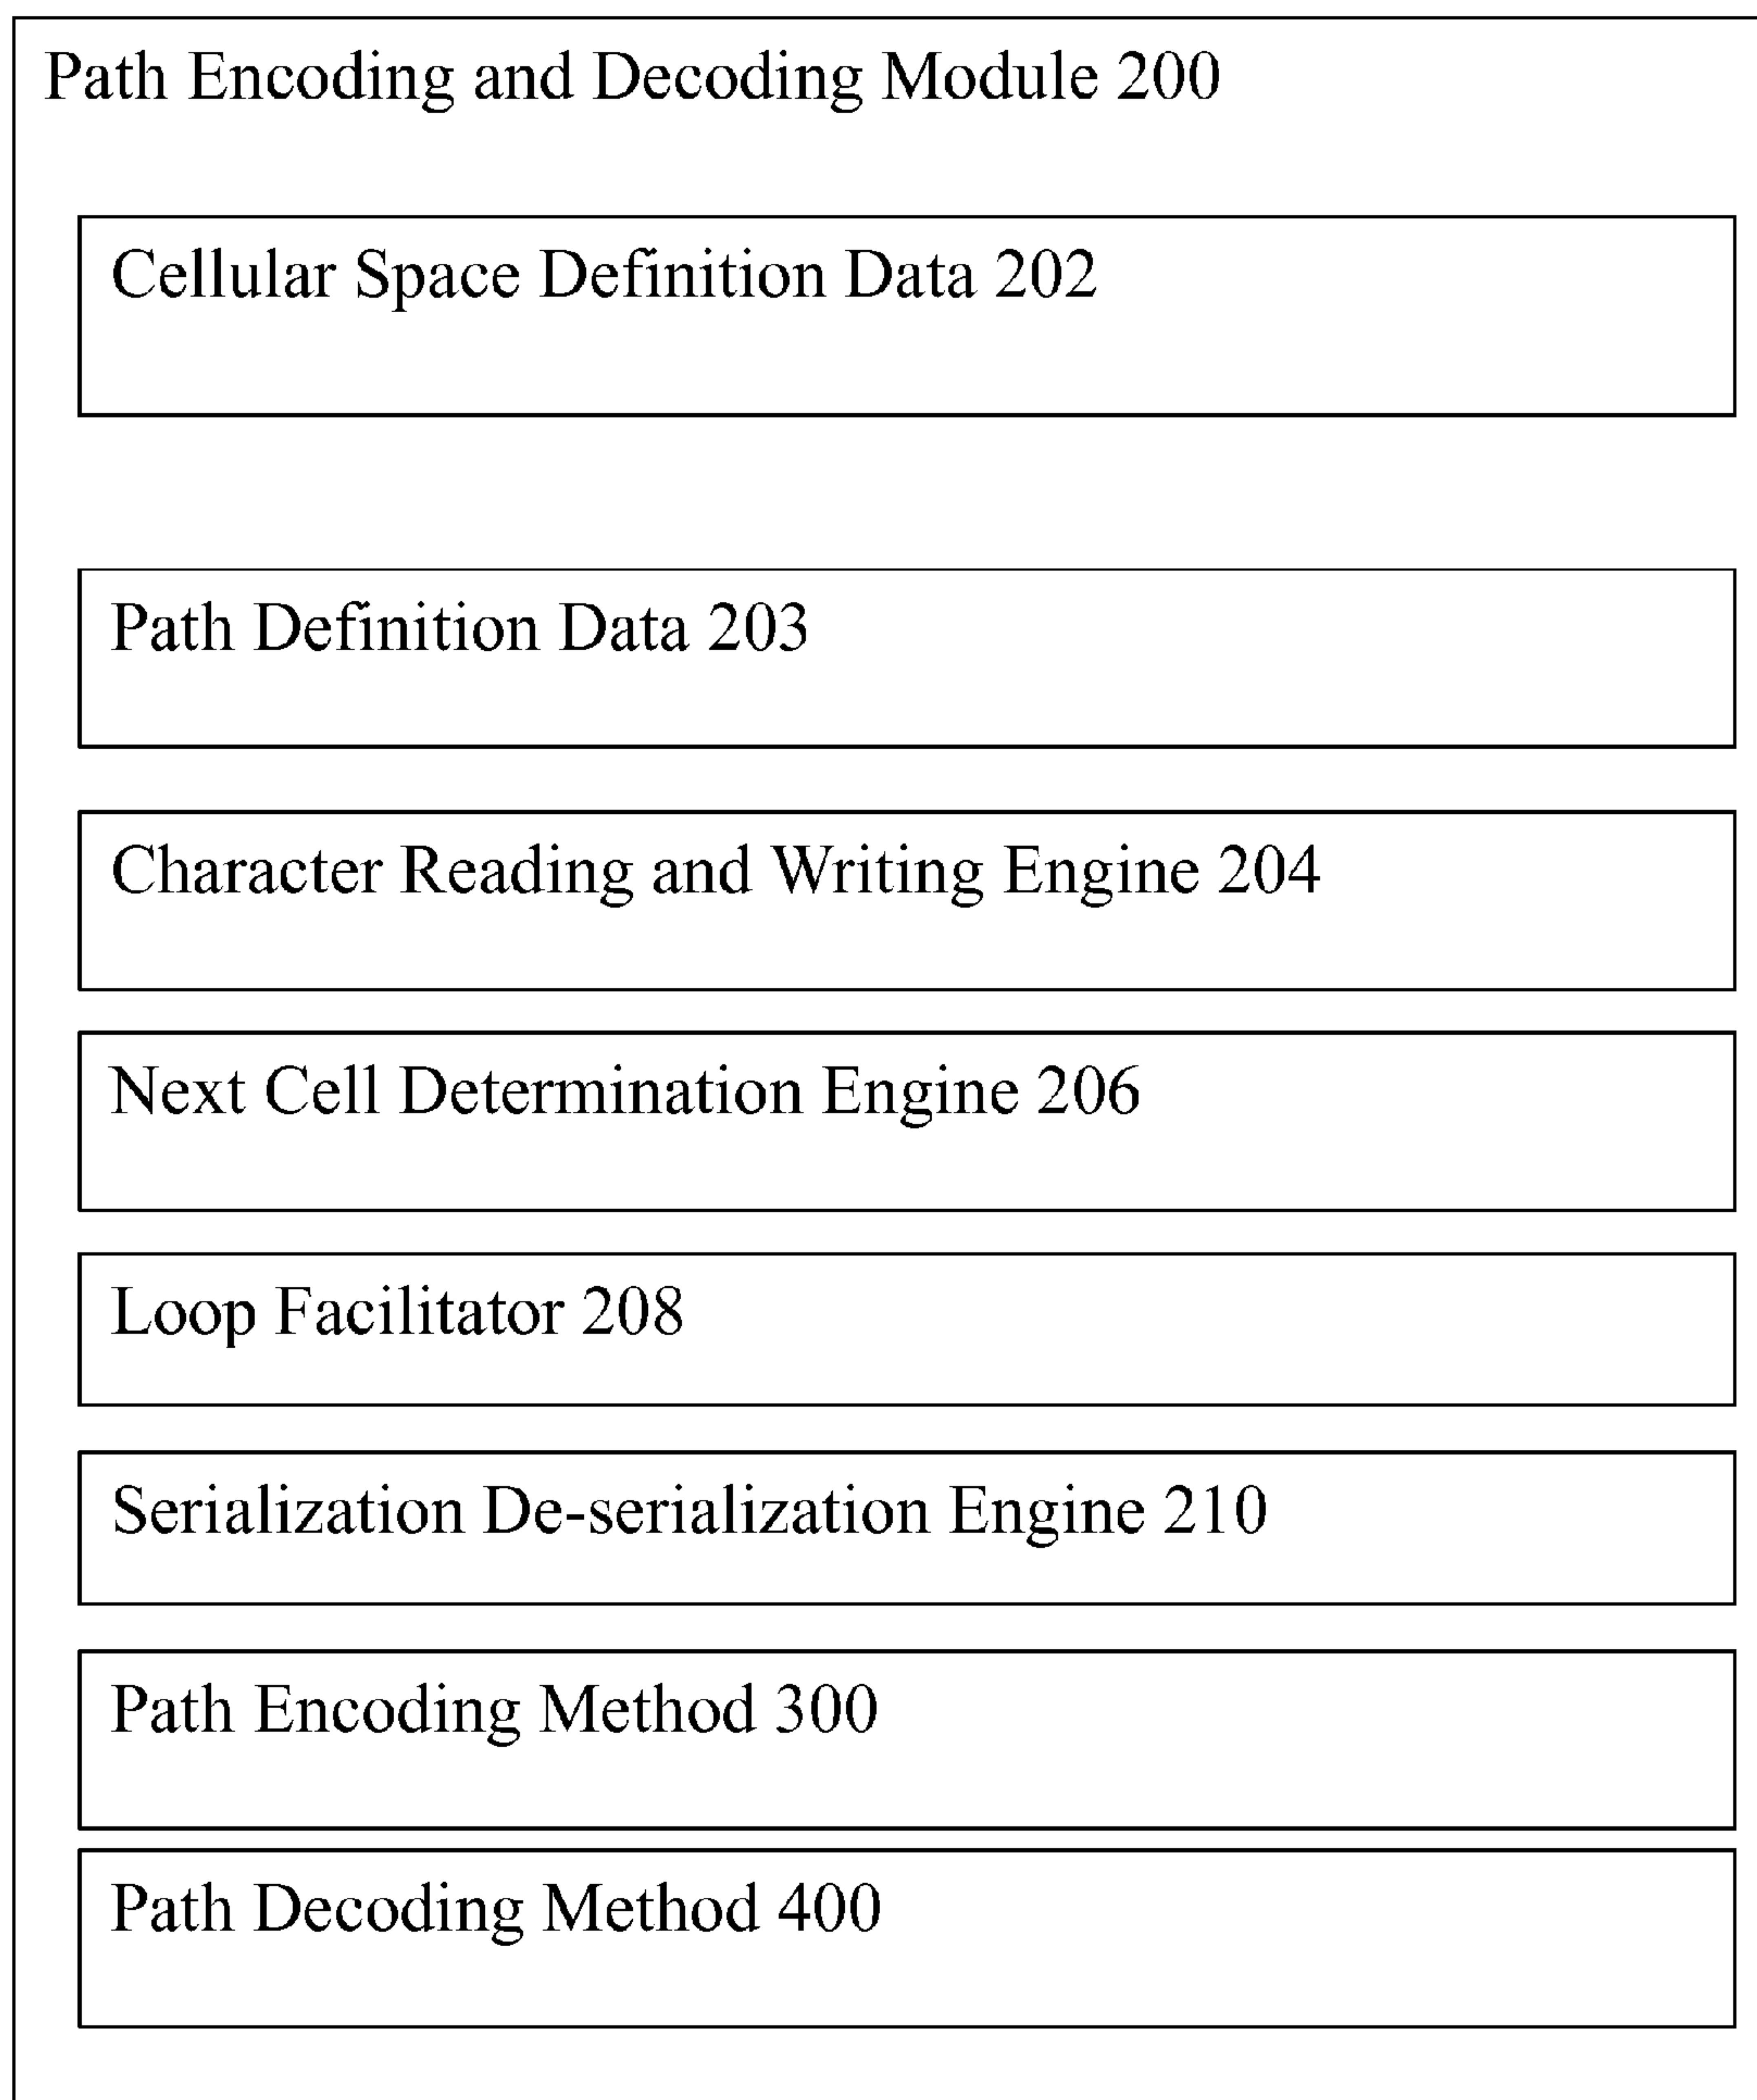 Path Encoding and Decoding Module 200
Cellular Space Definition Data 202
Path Definition Data 203
Character Reading and Writing Engine 204
Next Cell Determination Engine 206
Loop Facilitator 208
Serialization De-serialization Engine 210
Path Encoding Method 300
Path Decoding Method 400